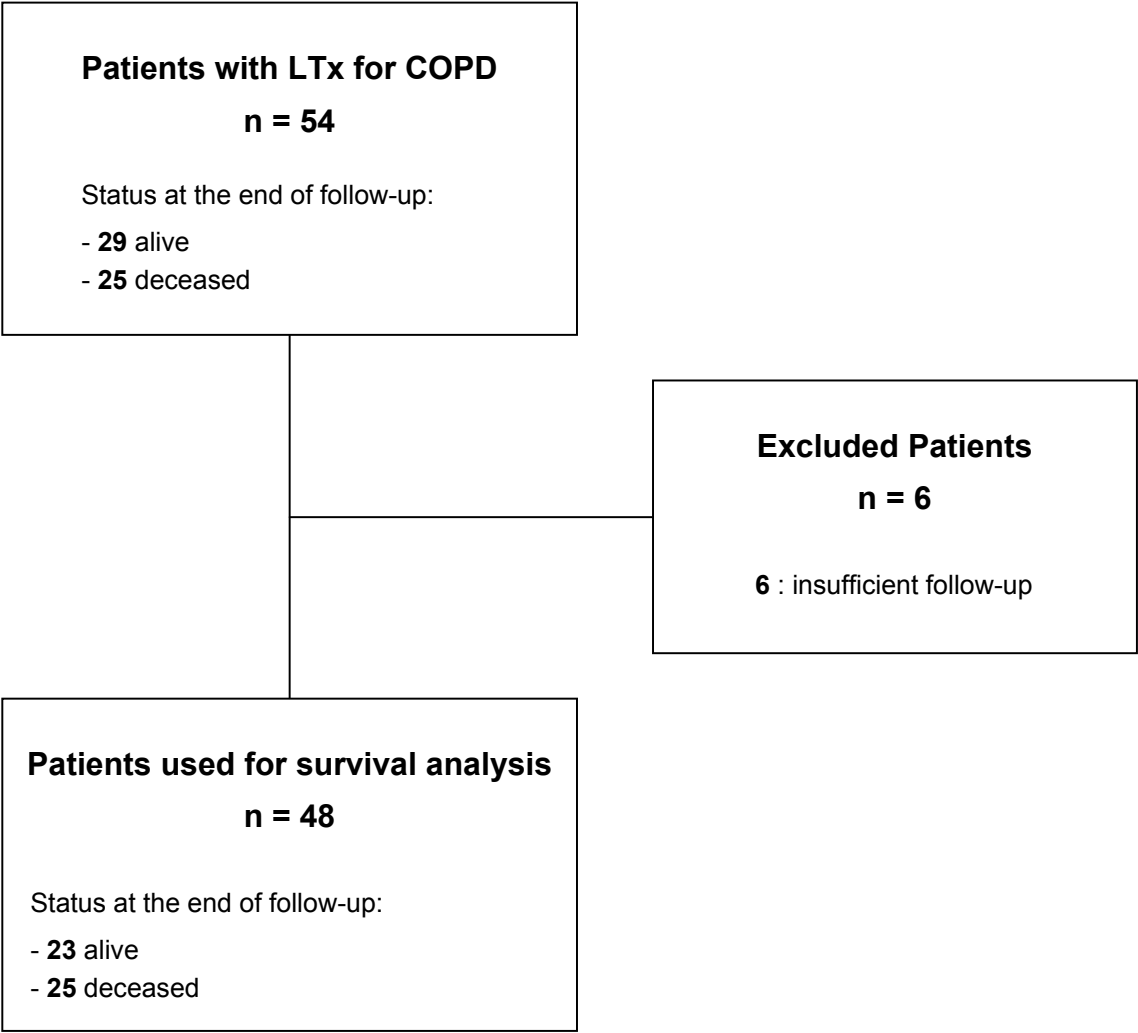 Patients with LTx for COPD
n = 54
Status at the end of follow-up:
- 29 alive
- 25 deceased
Excluded Patients
n = 6
6 : insufficient follow-up
Patients used for survival analysis
n = 48
Status at the end of follow-up:
- 23 alive
- 25 deceased